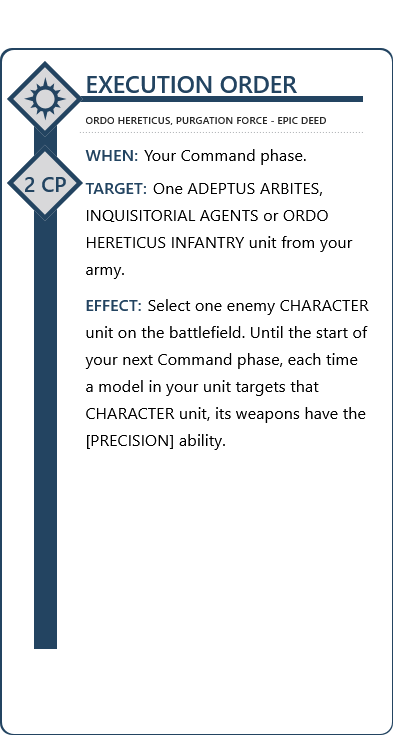 EXECUTION ORDER
ORDO HERETICUS, PURGATION FORCE - EPIC DEED
2 CP
WHEN: Your Command phase.
TARGET: One ADEPTUS ARBITES,
INQUISITORIAL AGENTS or ORDO
HERETICUS INFANTRY unit from your
army.
EFFECT: Select one enemy CHARACTER
unit on the battlefield. Until the start of
your next Command phase, each time
a model in your unit targets that
CHARACTER unit, its weapons have the
[PRECISION] ability.